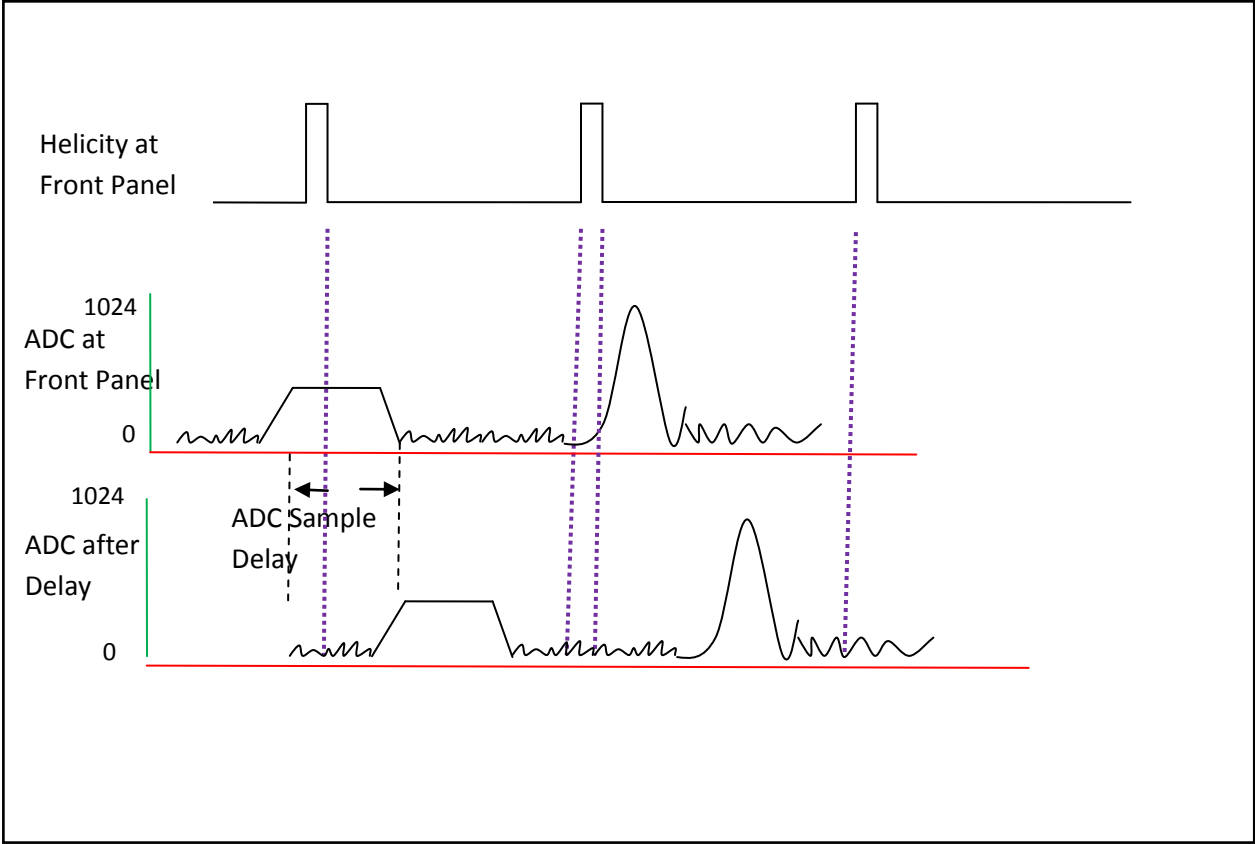 Helicity at
Front Panel
1024
ADC at
Front Panel
0
1024
ADC Sample
Delay
ADC after
Delay
0